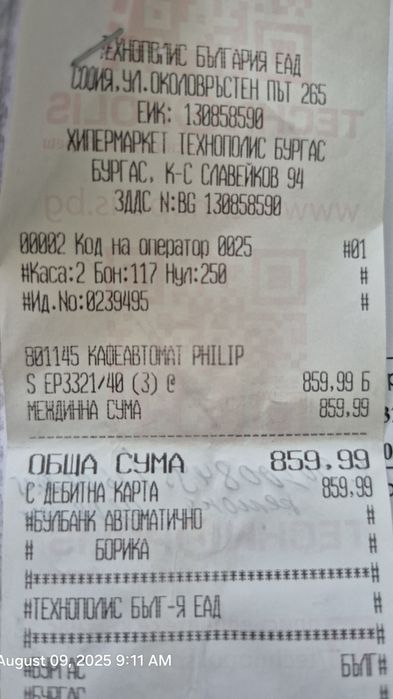 ТЕХНОПОЛИС БЪЛГАРИЯ ЕАД
СОФИЯ.УЛ.ОКОЛОВРЪСТЕН ПЪТ 265
ЕИК: 130858590
ХИПЕРМАРКЕТ ТЕХНОПОЛИС БУРГАС
БУРГАС, К-С СЛАВЕЙКОВ 94
ЗДДС N:BG 130858590
00002 Код на оператор 0025 #01
#Каса:2 Бон:117 Нул:250 #
#Ид.No:0239495 #
801145 КАФЕАВТОМАТ PHILIP
S EP3321/40 (3) @ 859,99 Б
МЕЖДИННА СУМА 859,99
ОБЩА СУМА 859,99
С ДЕБИТНА КАРТА 859,99
#БУЛБАНК АВТОМАТИЧНО #
# БОРИКА #
#ТЕХНОПОЛИС БЪЛГ-Я ЕАД #
August 09, 2025 9:11 AM
#БУРГАС БЪЛГ#
#БУРГАС